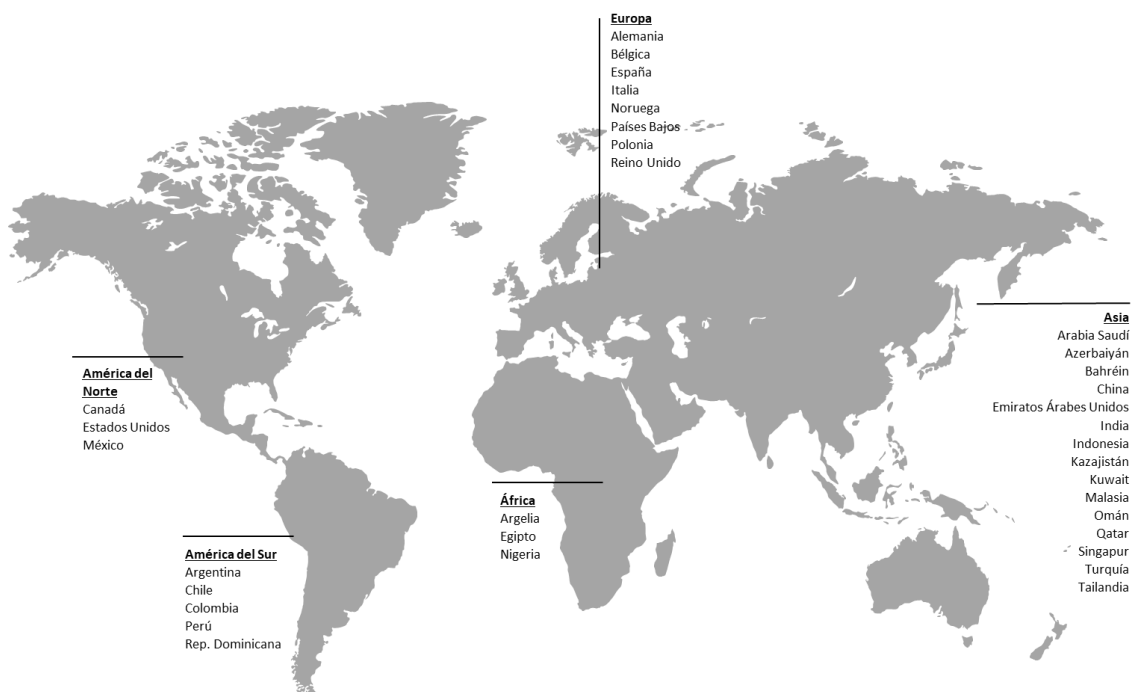 Europa
Alemania
Bélgica
España
Italia
Noruega
Países Bajos
Polonia
Reino Unido
América del
Norte
Canadá
Estados Unidos
México
América del Sur
Argentina
Chile
Colombia
Perú
Rep. Dominicana
África
Argelia
Egipto
Nigeria
Asia
Arabia Saudí
Azerbaiyán
Bahréin
China
Emiratos Árabes Unidos
India
Indonesia
Kazajistán
Kuwait
Malasia
Omán
Qatar
Singapur
Turquía
Tailandia